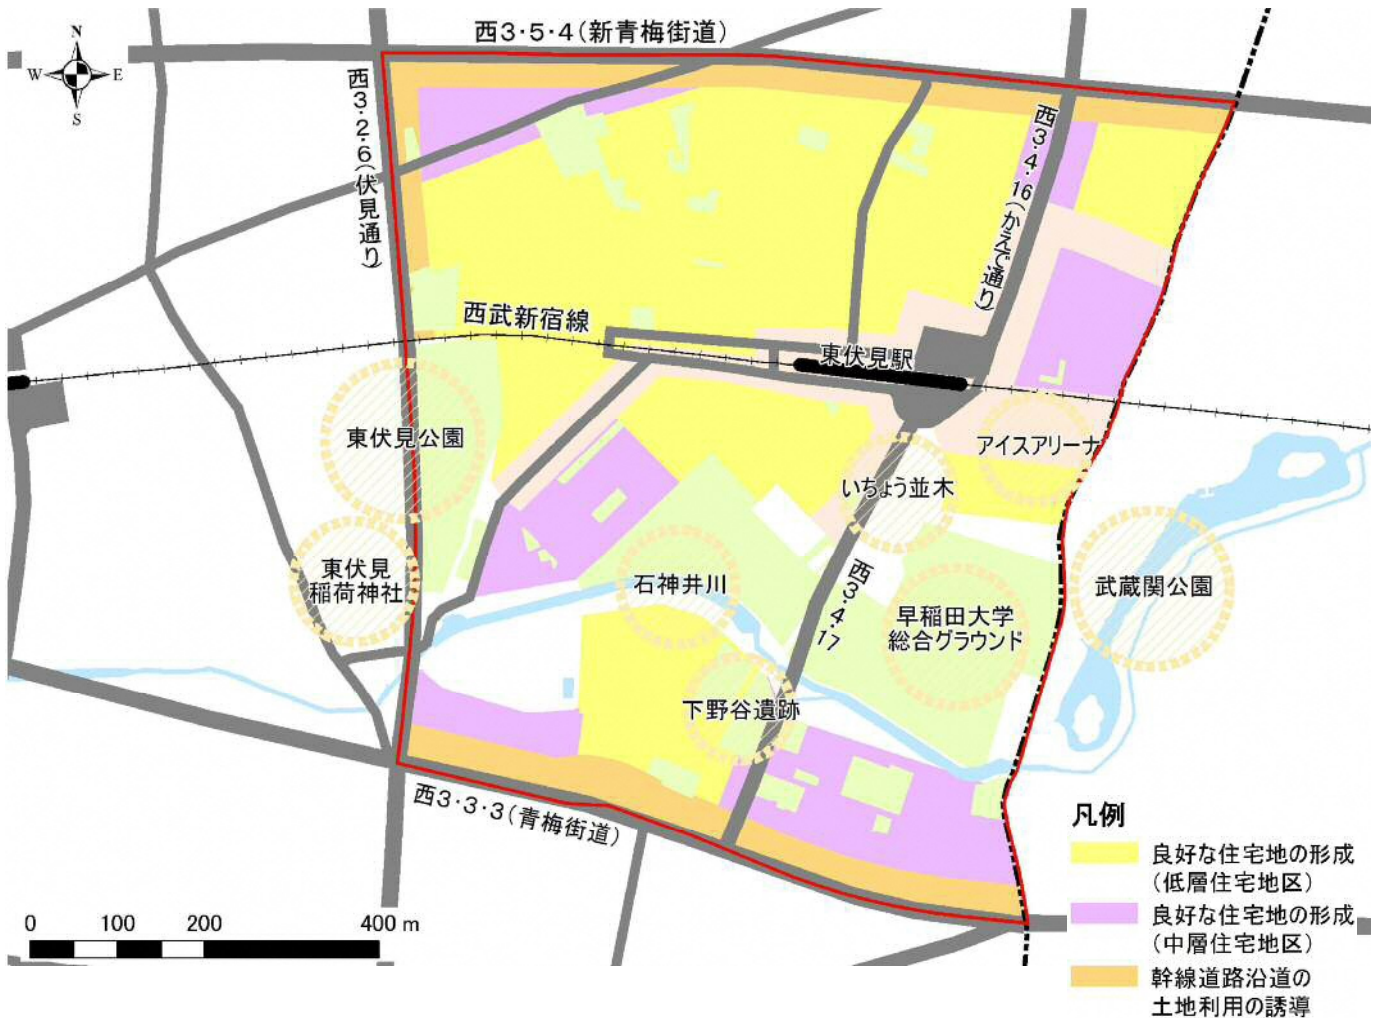 西3・5・4(新青梅街道)
N
W
E
S
西3・2・6(伏見通り)
西3・4・16(かえで通り)
西武新宿線
東伏見駅
東伏見公園
アイスアリーナ
いちょう並木
東伏見
稲荷神社
石神井川
西3・4・17
早稲田大学
総合グラウンド
武蔵関公園
下野谷遺跡
西3・3・3(青梅街道)
凡例
良好な住宅地の形成
(低層住宅地区)
良好な住宅地の形成
(中層住宅地区)
幹線道路沿道の
土地利用の誘導
0 100 200 400 m